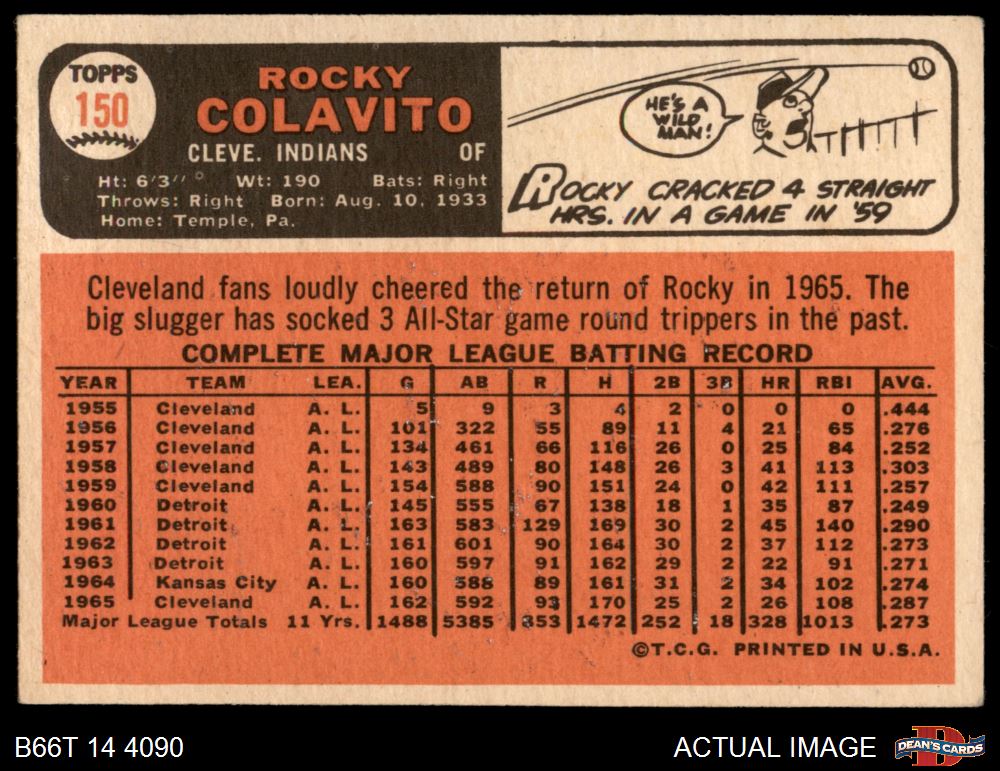 TOPPS
150
ROCKY
COLAVITO
CLEVE. INDIANS OF
Ht: 6'3" Wt: 190 Bats: Right
Throws: Right Born: Aug. 10, 1933
Home: Temple, Pa.
HE'S A
WILD
MAN!
ROCKY CRACKED 4 STRAIGHT
HRS. IN A GAME IN '59
Cleveland fans loudly cheered the return of Rocky in 1965. The
big slugger has socked 3 All-Star game round trippers in the past.
COMPLETE MAJOR LEAGUE BATTING RECORD
YEAR TEAM LEA. G AB R H 2B 3B HR RBI AVG.
1955 Cleveland A. L. 5 9 3 4 2 0 0 0 .444
1956 Cleveland A. L. 101 322 55 89 11 4 21 65 .276
1957 Cleveland A. L. 134 461 66 116 26 0 25 84 .252
1958 Cleveland A. L. 143 489 80 148 26 3 41 113 .303
1959 Cleveland A. L. 154 588 90 151 24 0 42 111 .257
1960 Detroit A. L. 145 555 67 138 18 1 35 87 .249
1961 Detroit A. L. 163 583 129 169 30 2 45 140 .290
1962 Detroit A. L. 161 601 90 164 30 2 37 112 .273
1963 Detroit A. L. 160 597 91 162 29 2 22 91 .271
1964 Kansas City A. L. 160 588 89 161 31 2 34 102 .274
1965 Cleveland A. L. 162 592 93 170 25 2 26 108 .287
Major League Totals 11 Yrs. 1488 5385 853 1472 252 18 328 1013 .273
©T.C.G. PRINTED IN U.S.A.
B66T 14 4090
ACTUAL IMAGE
D
DEAN'S CARDS